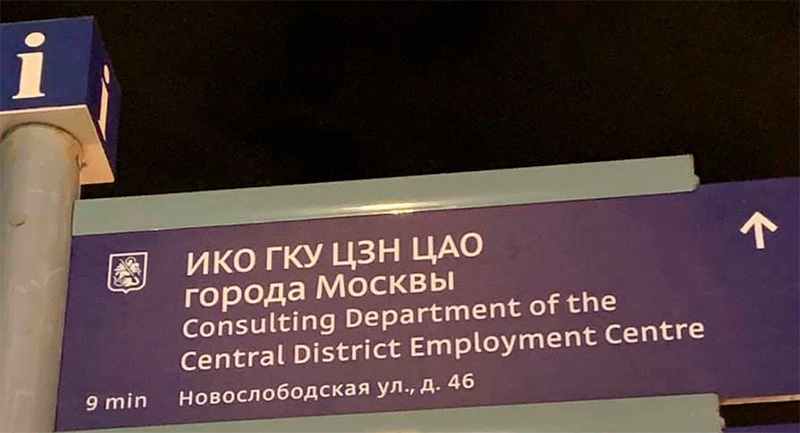 i
i
ИКО ГКУ ЦЗН ЦАО
города Москвы
Consulting Department of the
Central District Employment Centre
9 min Новослободская ул., д. 46